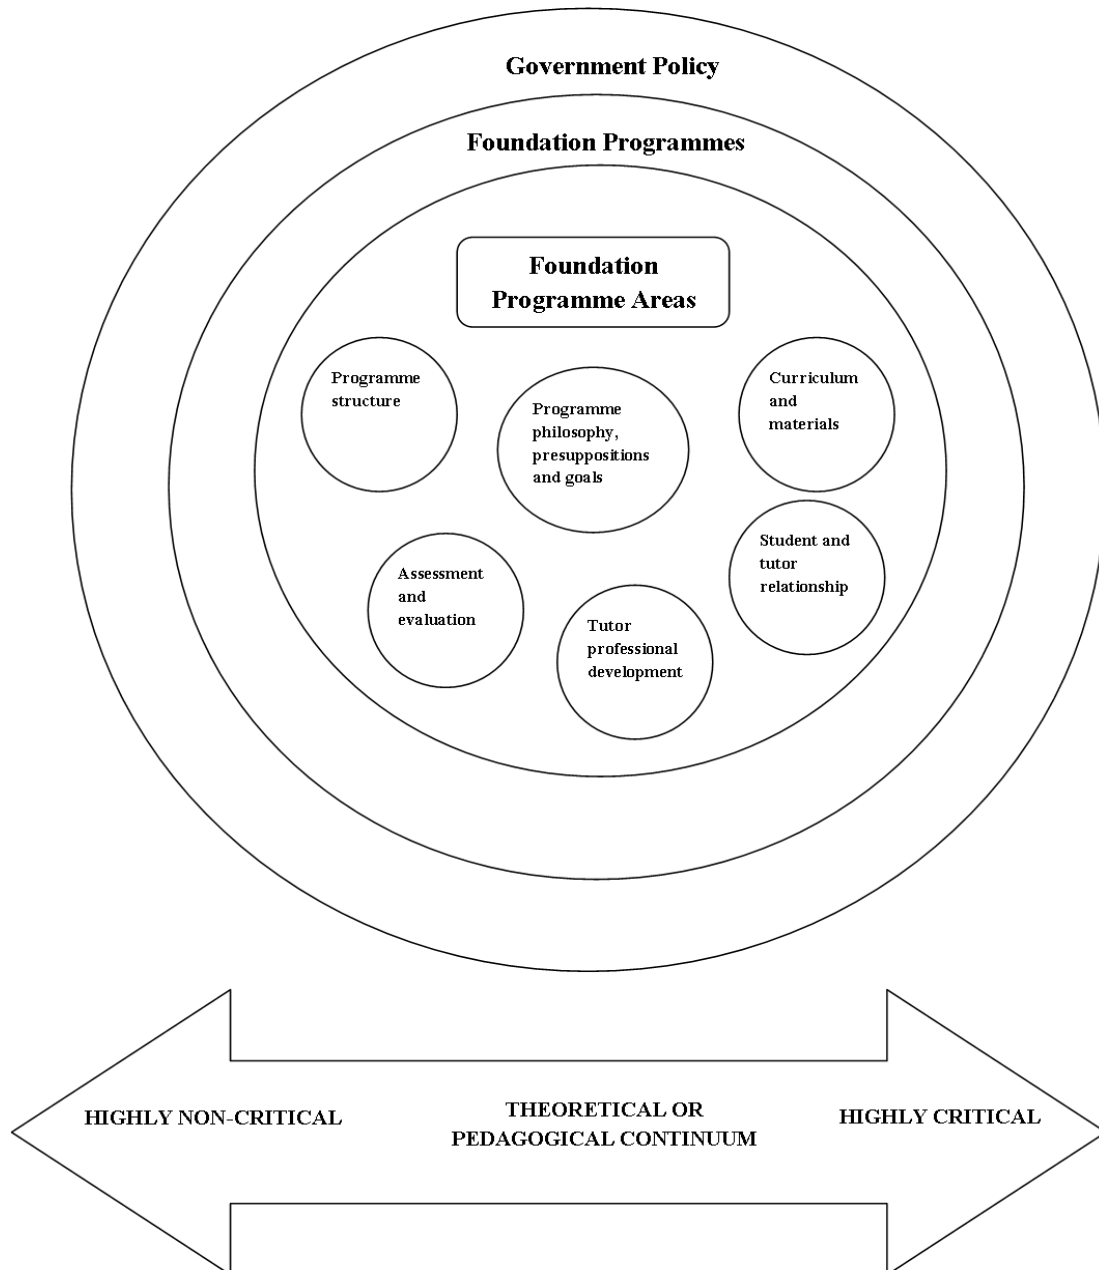 Government Policy
Foundation Programmes
Foundation
Programme Areas
Programme
structure
Programme
philosophy,
presuppositions
and goals
Curriculum
and
materials
Assessment
and
evaluation
Tutor
professional
development
Student and
tutor
relationship
HIGHLY NON-CRITICAL
THEORETICAL OR
PEDAGOGICAL CONTINUUM
HIGHLY CRITICAL